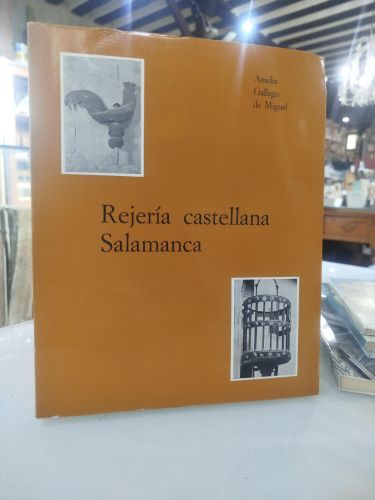 Amelia
Gallego
de Miguel
Rejería castellana
Salamanca